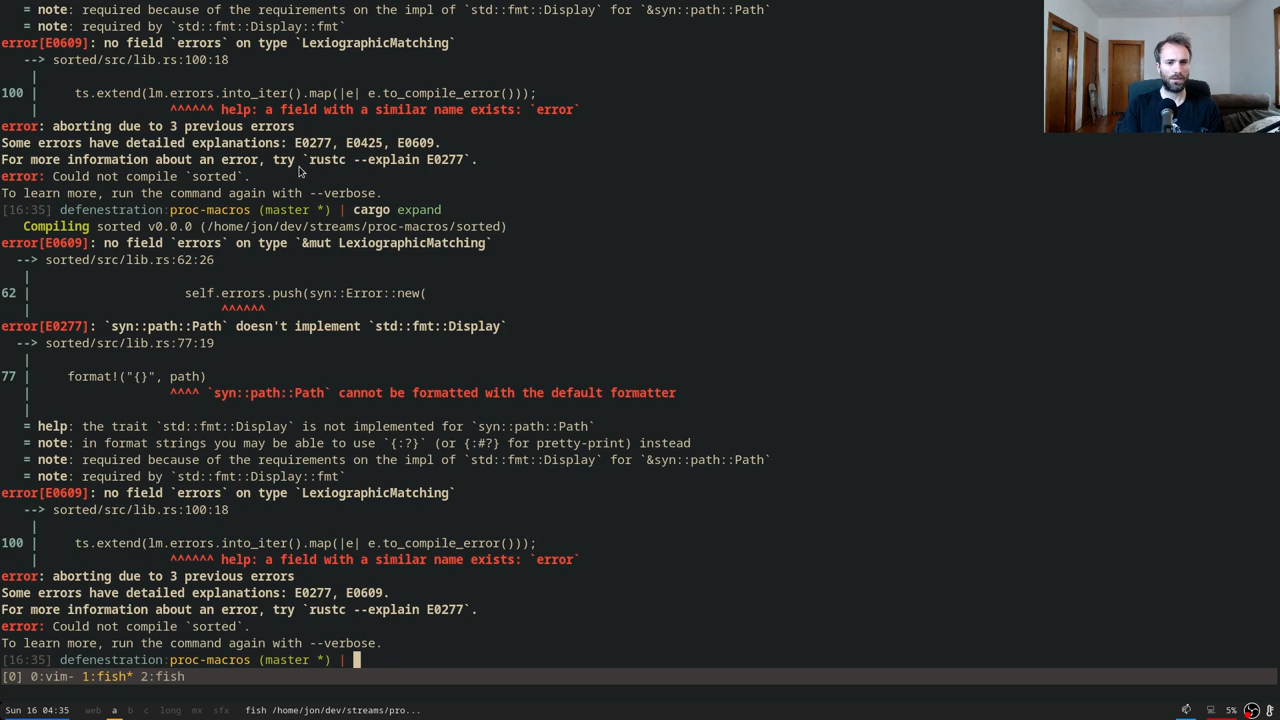 = note: required because of the requirements on the impl of `std::fmt::Display` for `&syn::path::Path`
= note: required by `std::fmt::Display::fmt`
error[E0609]: no field `errors` on type `LexiographicMatching`
--> sorted/src/lib.rs:100:18
|
100 |     ts.extend(lm.errors.into_iter().map(|e| e.to_compile_error()));
|                  ^^^^^^ help: a field with a similar name exists: `error`
error: aborting due to 3 previous errors
Some errors have detailed explanations: E0277, E0425, E0609.
For more information about an error, try `rustc --explain E0277`.
error: Could not compile `sorted`.
To learn more, run the command again with --verbose.
[16:35] defenestration:proc-macros (master *) | cargo expand
Compiling sorted v0.0.0 (/home/jon/dev/streams/proc-macros/sorted)
error[E0609]: no field `errors` on type `&mut LexiographicMatching`
--> sorted/src/lib.rs:62:26
|
62 |                     self.errors.push(syn::Error::new(
|                          ^^^^^^
error[E0277]: `syn::path::Path` doesn't implement `std::fmt::Display`
--> sorted/src/lib.rs:77:19
|
77 |     format!("{}", path)
|                   ^^^^ `syn::path::Path` cannot be formatted with the default formatter
|
= help: the trait `std::fmt::Display` is not implemented for `syn::path::Path`
= note: in format strings you may be able to use `{:?}` (or {:#?} for pretty-print) instead
= note: required because of the requirements on the impl of `std::fmt::Display` for `&syn::path::Path`
= note: required by `std::fmt::Display::fmt`
error[E0609]: no field `errors` on type `LexiographicMatching`
--> sorted/src/lib.rs:100:18
|
100 |     ts.extend(lm.errors.into_iter().map(|e| e.to_compile_error()));
|                  ^^^^^^ help: a field with a similar name exists: `error`
error: aborting due to 3 previous errors
Some errors have detailed explanations: E0277, E0609.
For more information about an error, try `rustc --explain E0277`.
error: Could not compile `sorted`.
To learn more, run the command again with --verbose.
[16:35] defenestration:proc-macros (master *) |
[0] 0:vim- 1:fish* 2:fish
Sun 16 04:35 web a b c long mx sfx fish /home/jon/dev/streams/pro... 5%